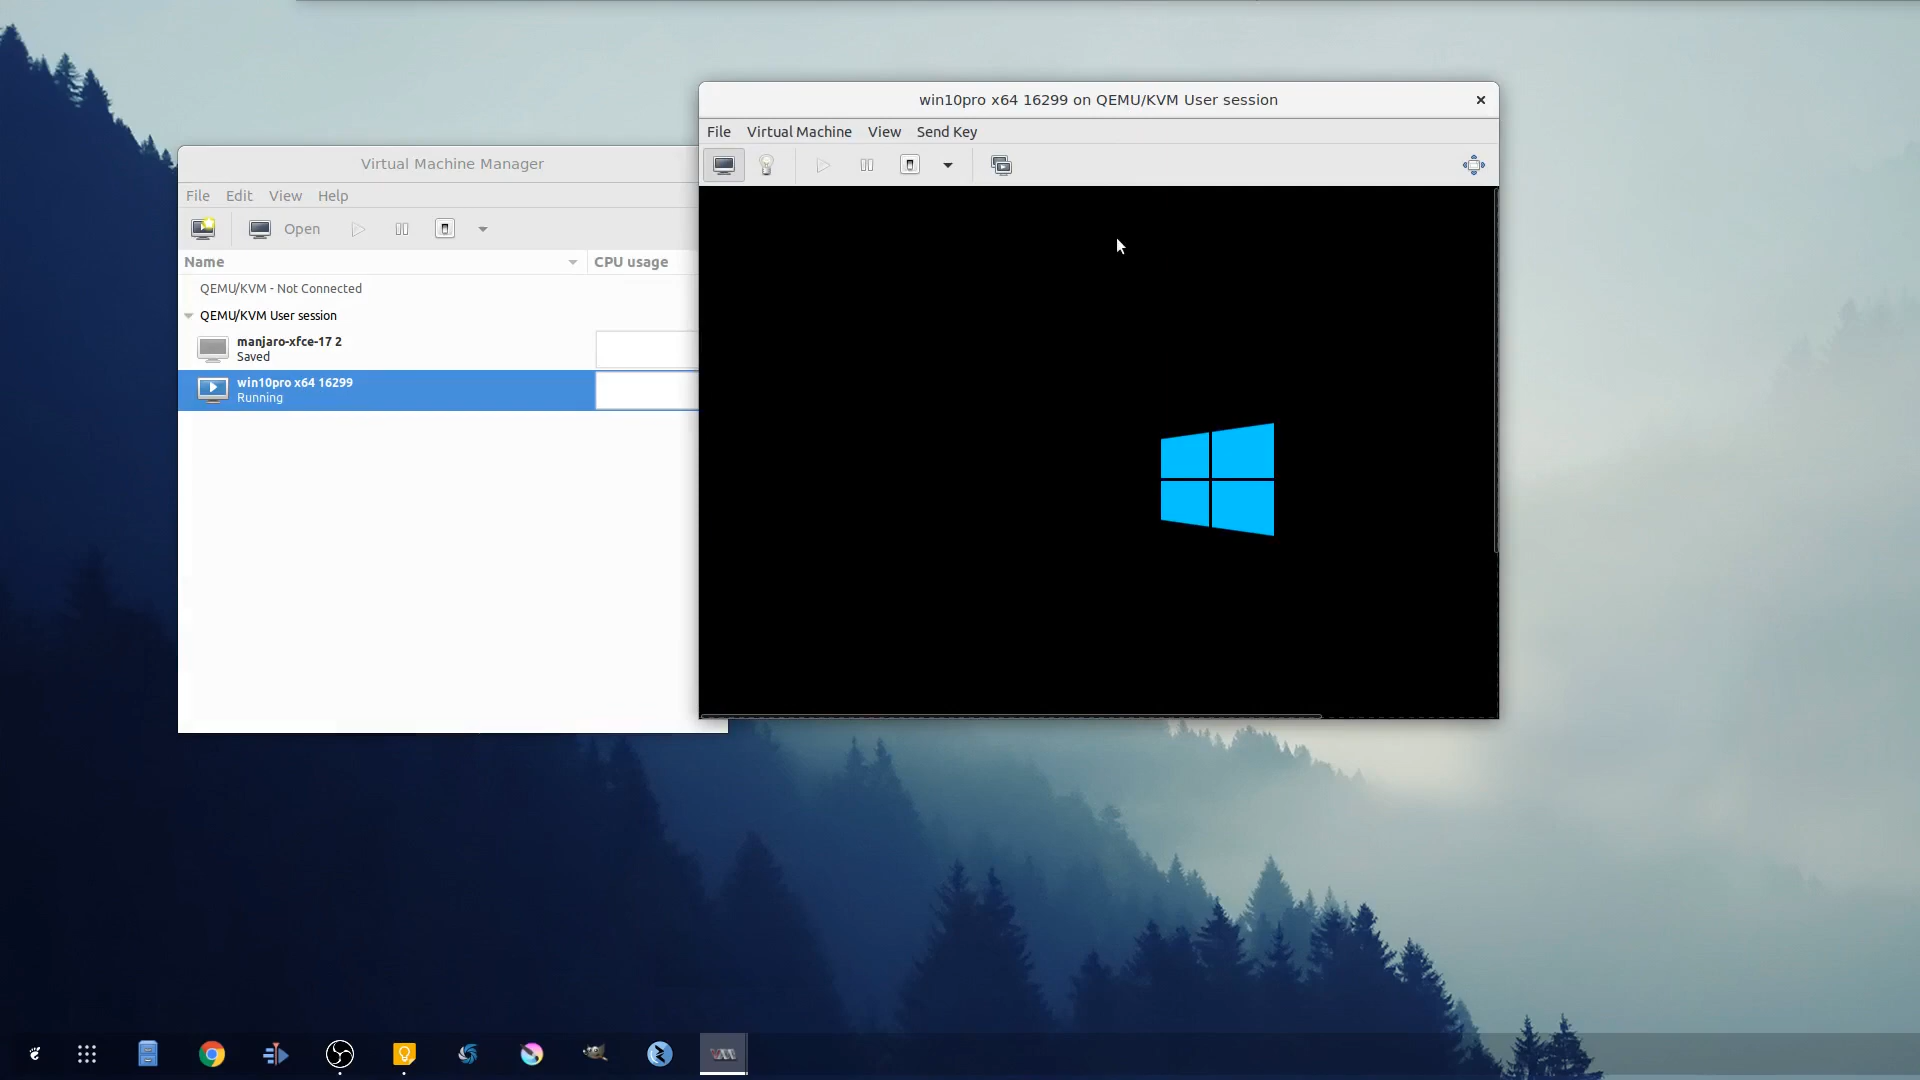 win10pro x64 16299 on QEMU/KVM User session
File Virtual Machine View Send Key
Virtual Machine Manager
File Edit View Help
Open
Name CPU usage
QEMU/KVM - Not Connected
QEMU/KVM User session
manjaro-xfce-17 2
Saved
win10pro x64 16299
Running